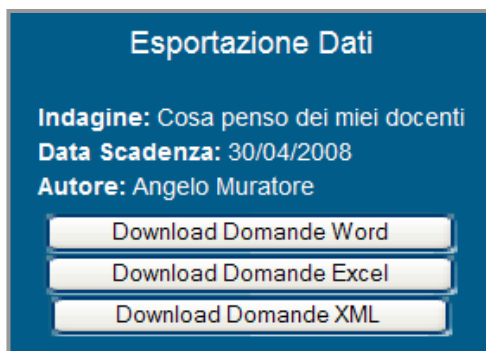 Esportazione Dati
Indagine: Cosa penso dei miei docenti
Data Scadenza: 30/04/2008
Autore: Angelo Muratore
Download Domande Word
Download Domande Excel
Download Domande XML